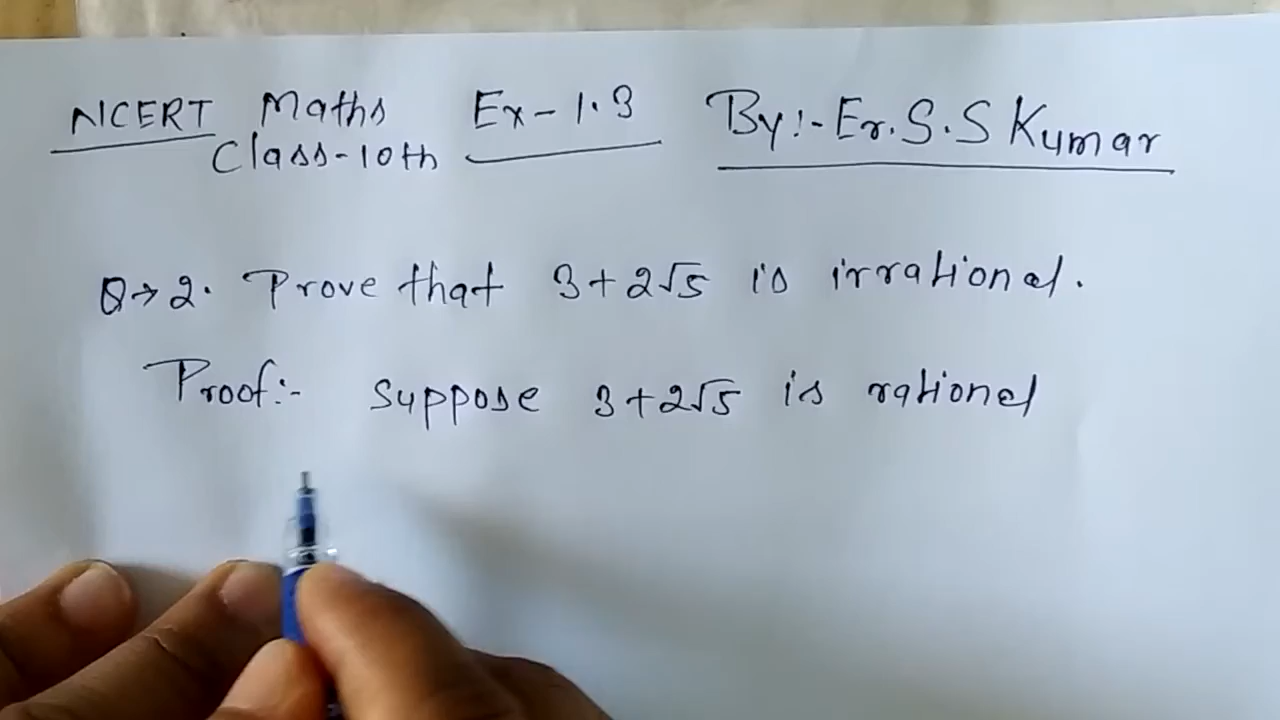 NCERT Maths Ex-1.3 By:-Er. S.S Kumar
Class-10th
Q→2. Prove that 3+2√5 is irrational.
Proof:- Suppose 3+2√5 is rational